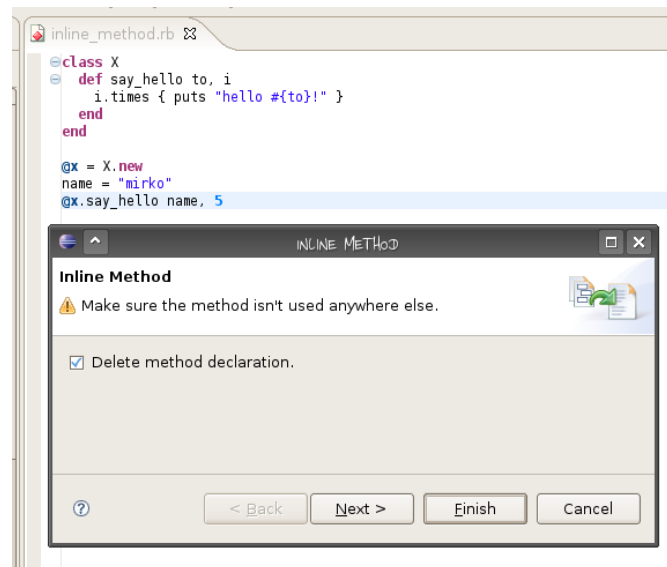 inline_method.rb
class X
  def say_hello to, i
    i.times { puts "hello #{to}!" }
  end
end
@x = X.new
name = "mirko"
@x.say_hello name, 5
INLINE METHOD
Inline Method
Make sure the method isn't used anywhere else.
Delete method declaration.
< Back Next > Finish Cancel